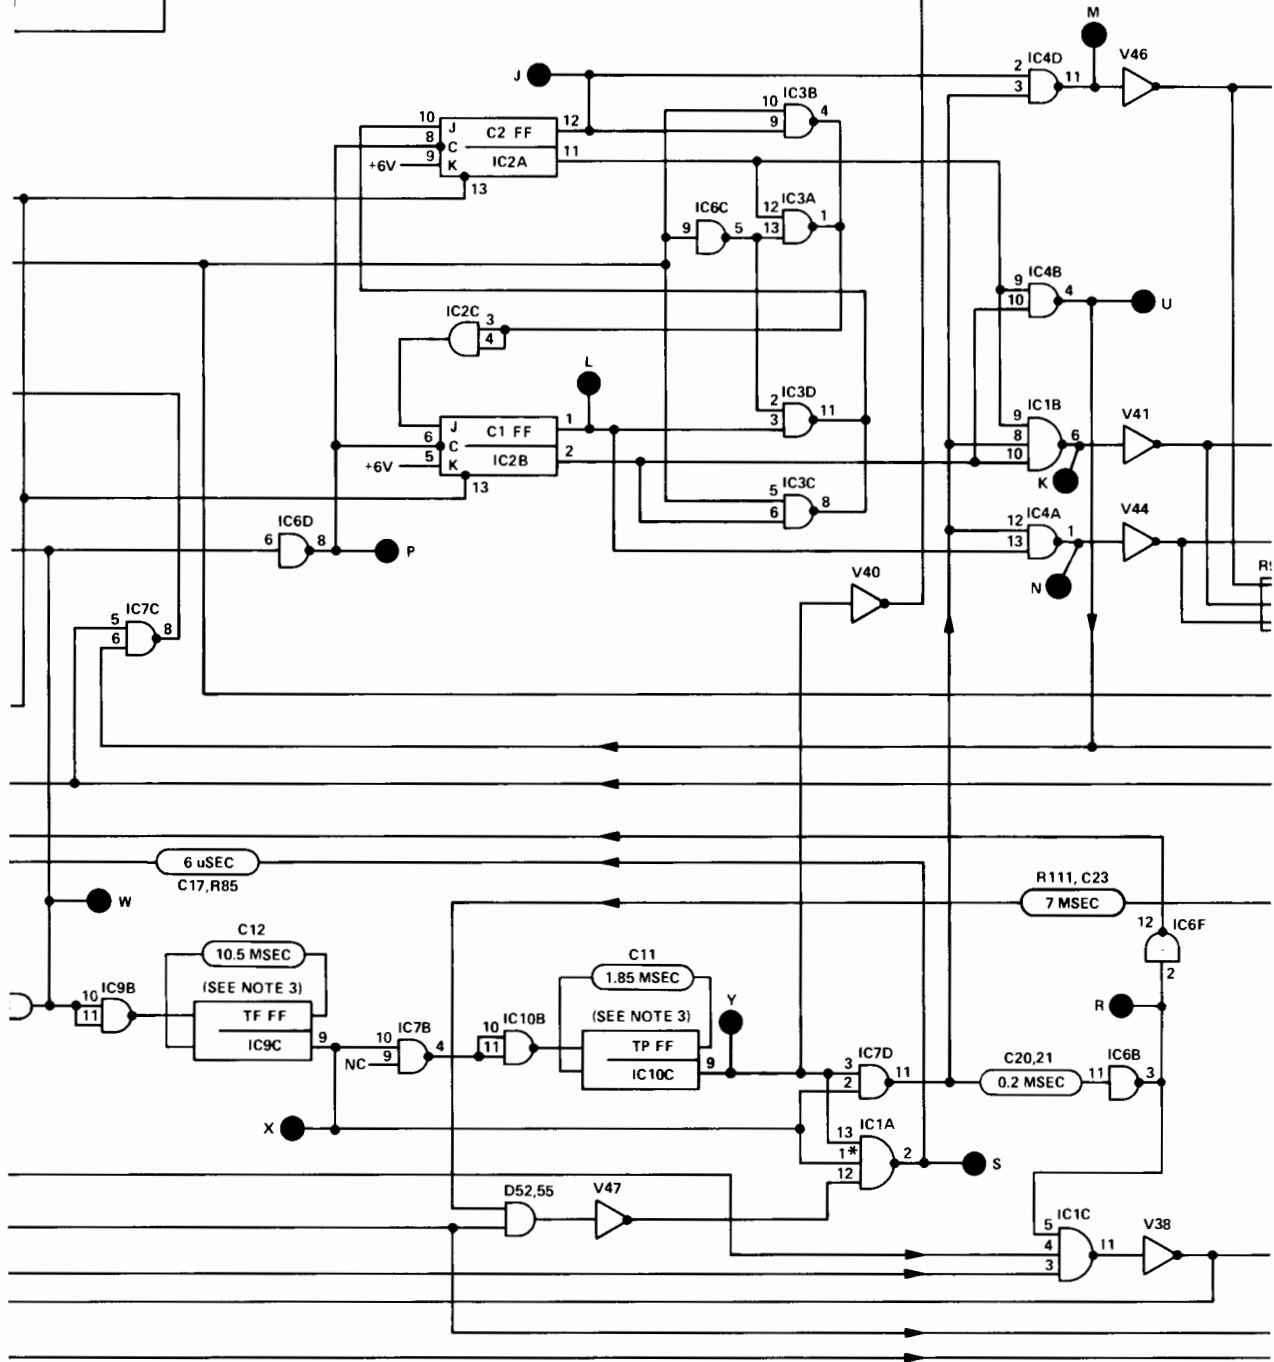 M
V46
IC4D
J
2
3
11
IC3B
10
9
4
10
J
C2 FF
12
8
C
+6V
9
K
IC2A
11
13
IC3A
12
13
1
IC6C
9
5
IC4B
9
10
4
U
IC2C
3
4
L
IC3D
2
3
11
IC1B
9
8
10
6
V41
K
J
C1 FF
1
6
C
+6V
5
K
IC2B
2
13
IC3C
5
6
8
IC4A
12
13
1
V44
N
IC6D
6
8
P
V40
IC7C
5
6
8
6 uSEC
C17,R85
R111, C23
7 MSEC
W
12
IC6F
2
C12
10.5 MSEC
(SEE NOTE 3)
IC9B
10
11
TF FF
IC9C
9
C11
1.85 MSEC
(SEE NOTE 3)
IC7B
10
NC
9
4
IC10B
10
11
TP FF
IC10C
9
Y
R
IC7D
3
2
11
C20,21
0.2 MSEC
11
IC6B
3
X
IC1A
13
1*
12
2
S
D52,55
V47
IC1C
5
4
3
11
V38